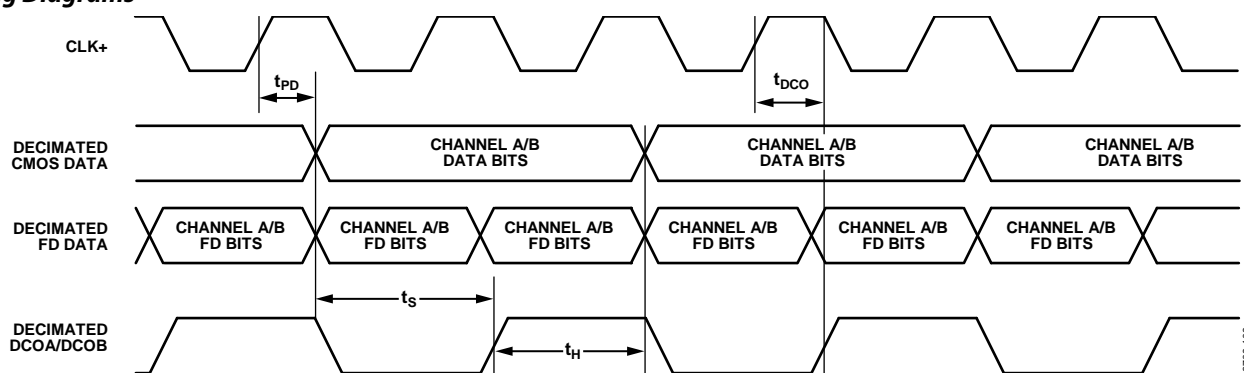 g Diagrams
CLK+
tPD
tDCO
DECIMATED
CMOS DATA
CHANNEL A/B
DATA BITS
CHANNEL A/B
DATA BITS
CHANNEL A/B
DATA BITS
DECIMATED
FD DATA
CHANNEL A/B
FD BITS
CHANNEL A/B
FD BITS
CHANNEL A/B
FD BITS
CHANNEL A/B
FD BITS
CHANNEL A/B
FD BITS
CHANNEL A/B
FD BITS
tS
DECIMATED
DCOA/DCOB
tH